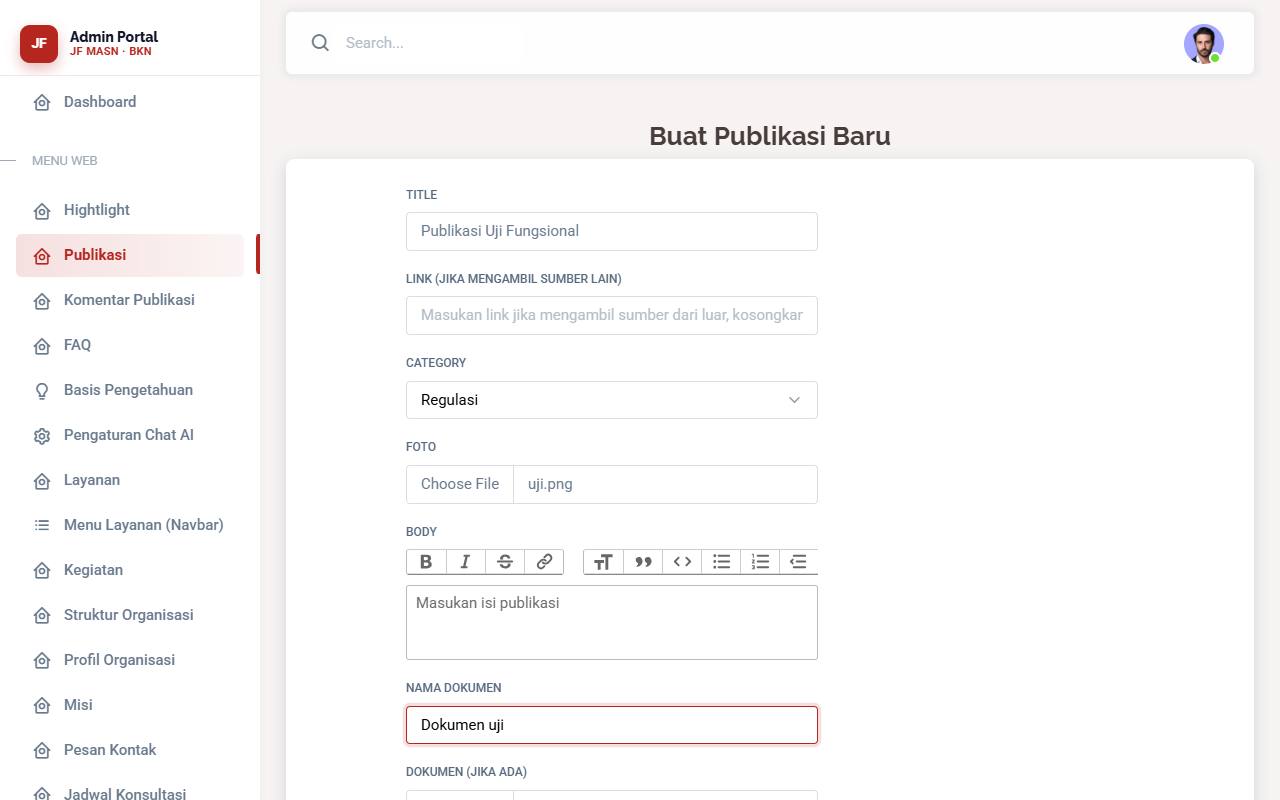 JF
Admin Portal
JF MASN · BKN
Dashboard
MENU WEB
Hightlight
Publikasi
Komentar Publikasi
FAQ
Basis Pengetahuan
Pengaturan Chat AI
Layanan
Menu Layanan (Navbar)
Kegiatan
Struktur Organisasi
Profil Organisasi
Misi
Pesan Kontak
Jadwal Konsultasi
Search...
Buat Publikasi Baru
TITLE
Publikasi Uji Fungsional
LINK (JIKA MENGAMBIL SUMBER LAIN)
Masukan link jika mengambil sumber dari luar, kosongkar
CATEGORY
Regulasi
FOTO
Choose File uji.png
BODY
Masukan isi publikasi
NAMA DOKUMEN
Dokumen uji
DOKUMEN (JIKA ADA)